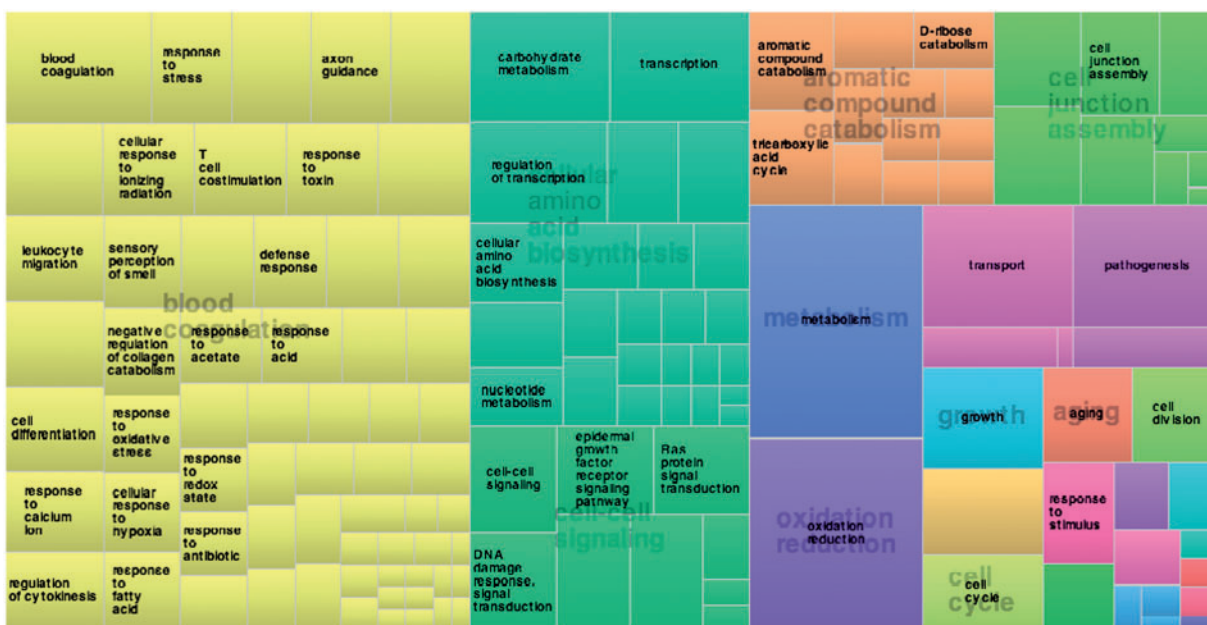 blood
coagulation
response
to
stress
axon
guidance
cellular
response
to
ionizing
radiation
T
cell
costimulation
response
to
toxin
leukocyte
migration
sensory
perception
of smell
defense
response
blood
coagulation
negative
regulation
of collagen
catabolism
response
to
acetate
response
to
acid
cell
differentiation
response
to
oxidative
stress
response
to
redox
state
response
to
calcium
ion
cellular
response
to
hypoxia
response
to
antibiotic
regulation
of cytokinesis
response
to
fatty
acid
carbohydrate
metabolism
transcription
regulation
of transcription
cellular
amino
acid
biosynthesis
cellular
amino
acid
biosynthesis
nucleotide
metabolism
cell-cell
signaling
epidermal
growth
factor
receptor
signaling
pathway
Ras
protein
signal
transduction
cell-cell
signaling
DNA
damage
response,
signal
transduction
aromatic
compound
catabolism
D-ribose
catabolism
aromatic
compound
catabolism
tricarboxylic
acid
cycle
cell
junction
assembly
cell
junction
assembly
metabolism
metabolism
transport
pathogenesis
growth
growth
aging
aging
cell
division
oxidation
reduction
oxidation
reduction
response
to
stimulus
cell
cycle
cell
cycle